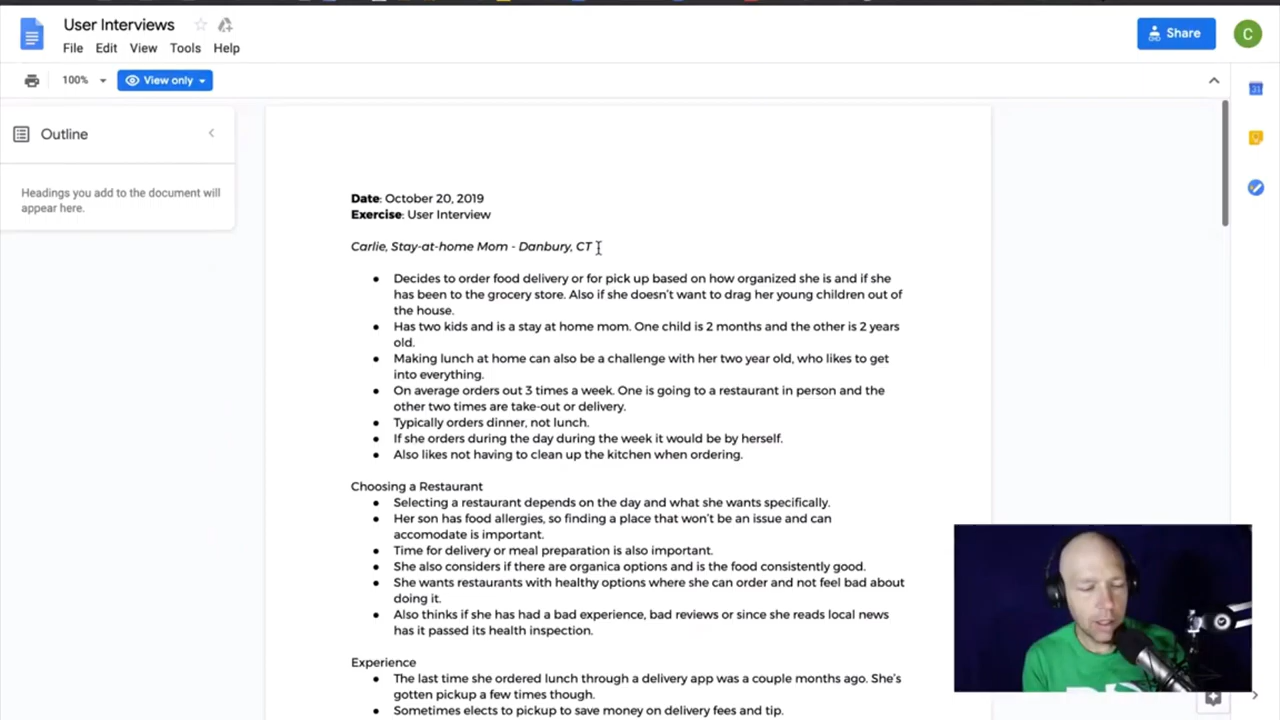 User Interviews
File Edit View Tools Help
Share
C
100%
View only
31
Outline
Headings you add to the document will
appear here.
Date: October 20, 2019
Exercise: User Interview
Carlie, Stay-at-home Mom - Danbury, CT
● Decides to order food delivery or for pick up based on how organized she is and if she
has been to the grocery store. Also if she doesn't want to drag her young children out of
the house.
● Has two kids and is a stay at home mom. One child is 2 months and the other is 2 years
old.
● Making lunch at home can also be a challenge with her two year old, who likes to get
into everything.
● On average orders out 3 times a week. One is going to a restaurant in person and the
other two times are take-out or delivery.
● Typically orders dinner, not lunch.
● If she orders during the day during the week it would be by herself.
● Also likes not having to clean up the kitchen when ordering.
Choosing a Restaurant
● Selecting a restaurant depends on the day and what she wants specifically.
● Her son has food allergies, so finding a place that won't be an issue and can
accomodate is important.
● Time for delivery or meal preparation is also important.
● She also considers if there are organica options and is the food consistently good.
● She wants restaurants with healthy options where she can order and not feel bad about
doing it.
● Also thinks if she has had a bad experience, bad reviews or since she reads local news
has it passed its health inspection.
Experience
● The last time she ordered lunch through a delivery app was a couple months ago. She's
gotten pickup a few times though.
● Sometimes elects to pickup to save money on delivery fees and tip.